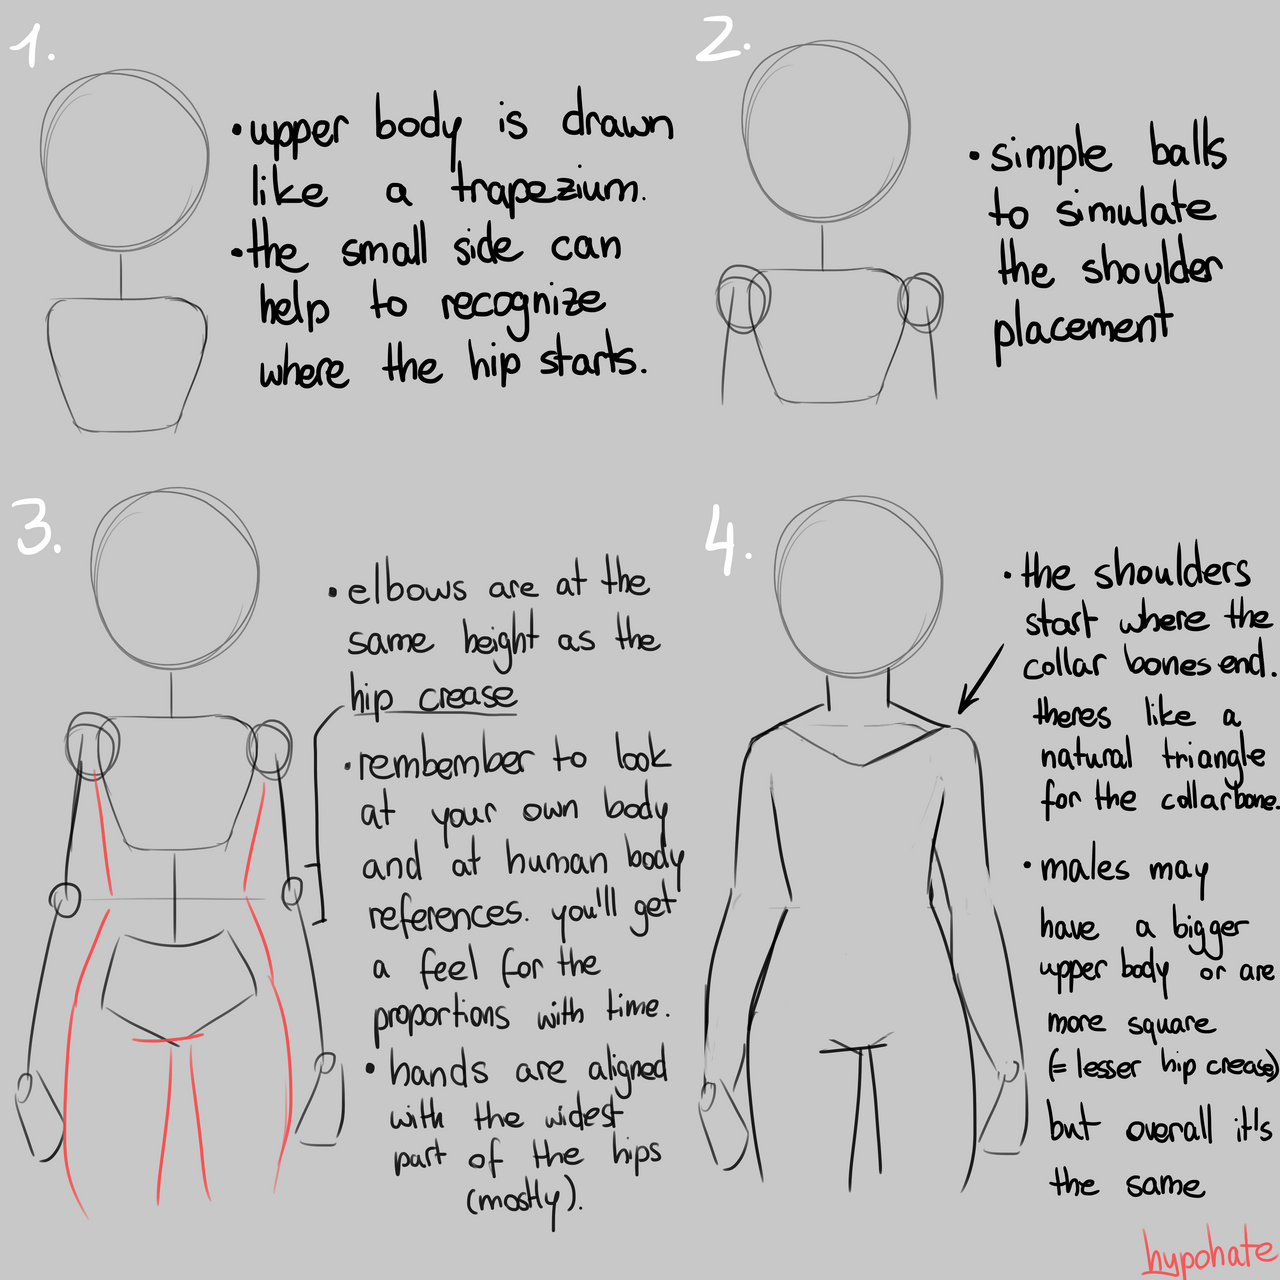 1.
•upper body is drawn
like a trapezium.
•the small side can
help to recognize
where the hip starts.
2.
•simple balls
to simulate
the shoulder
placement
3.
•elbows are at the
same height as the
hip crease
•rembember to look
at your own body
and at human body
references. you'll get
a feel for the
proportions with time.
•hands are aligned
with the widest
part of the hips
(mostly).
4.
•the shoulders
start where the
collar bones end.
theres like a
natural triangle
for the collarbone.
•males may
have a bigger
upper body or are
more square
(= lesser hip crease)
but overall it's
the same
hypohate